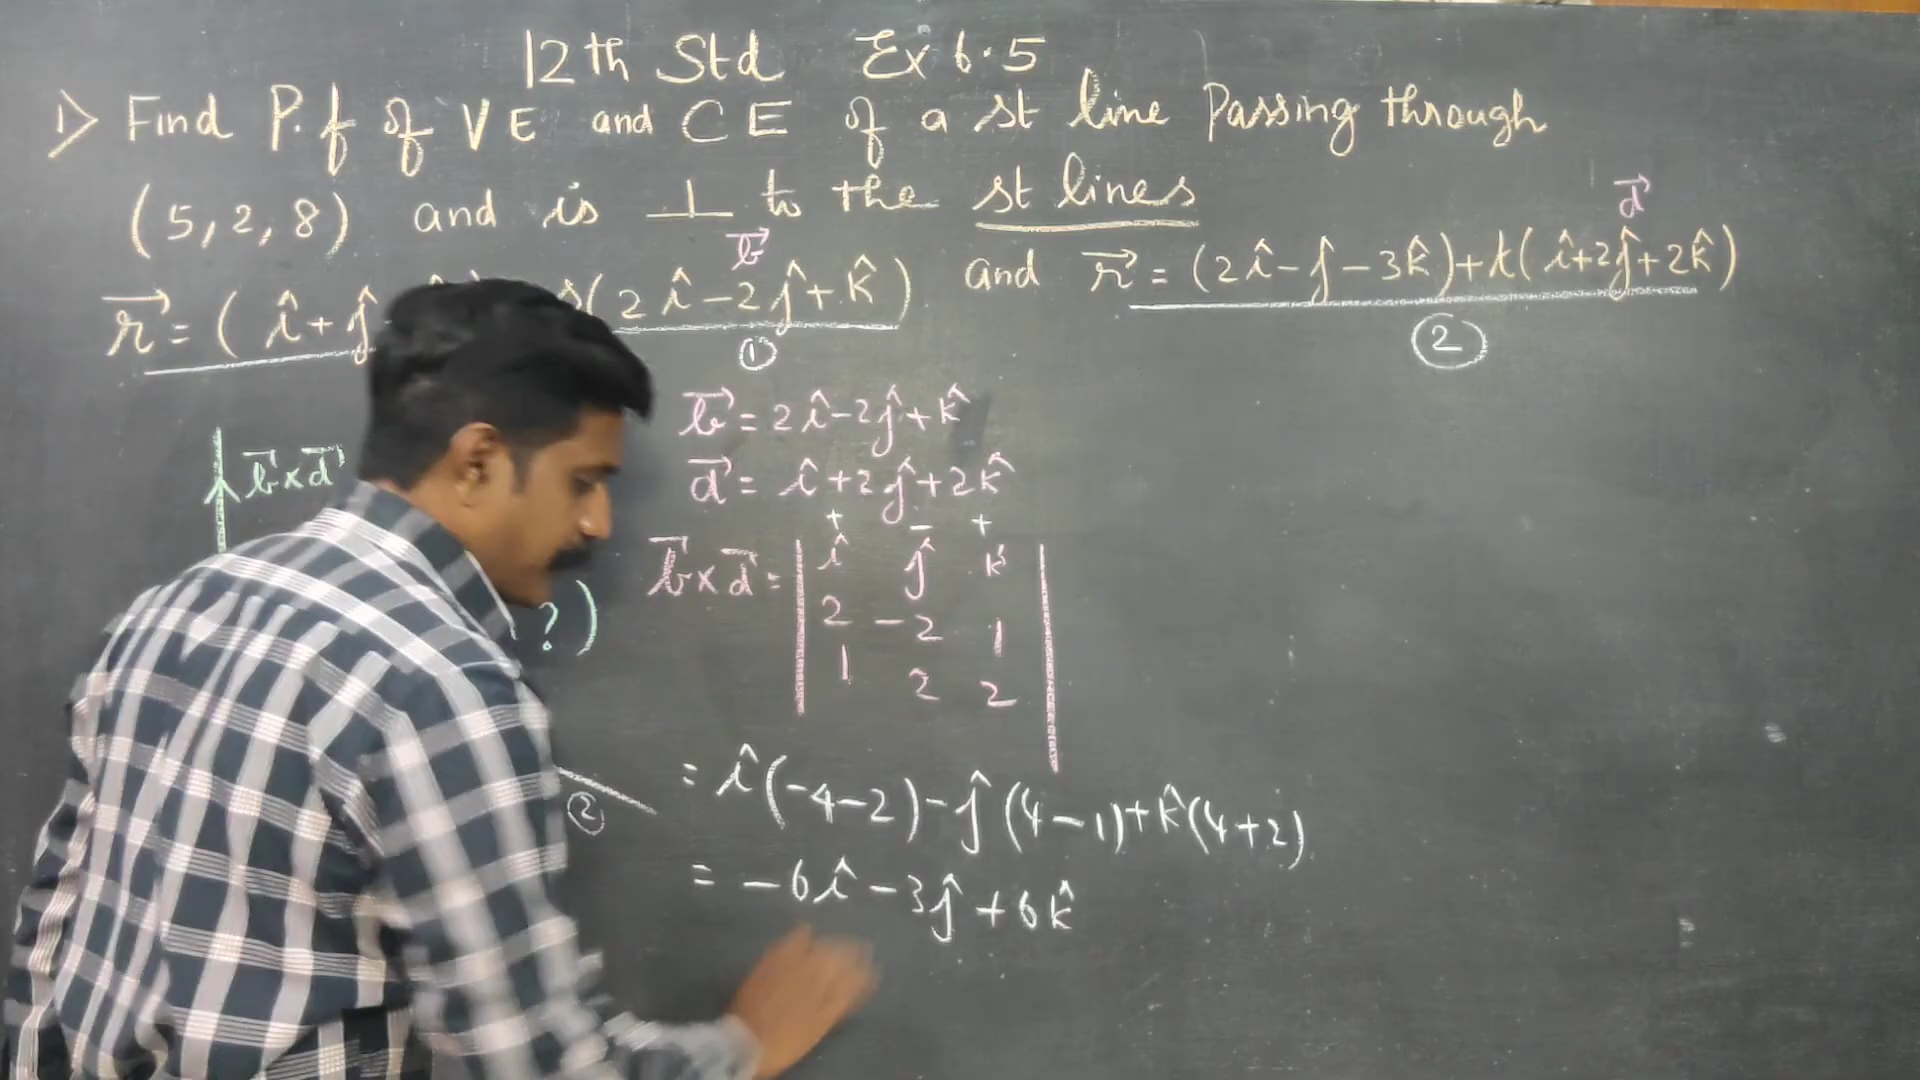 12th Std Ex 6.5
1) Find P.f of VE and CE of a st line Passing through
(5, 2, 8) and is ⊥ to the st lines
r⃗ = ( î + ĵ (2î - 2ĵ + k̂) and r⃗ = (2î - ĵ - 3k̂) + t( î + 2ĵ + 2k̂)
b⃗
d⃗
①
②
b⃗ = 2î - 2ĵ + k̂
d⃗ = î + 2ĵ + 2k̂
b⃗ x d⃗
+ - +
b⃗ x d⃗ = | î ĵ k̂ |
2 -2 1
1 2 2
?)
②
= î(-4-2) - ĵ(4-1) + k̂(4+2)
= -6î - 3ĵ + 6k̂